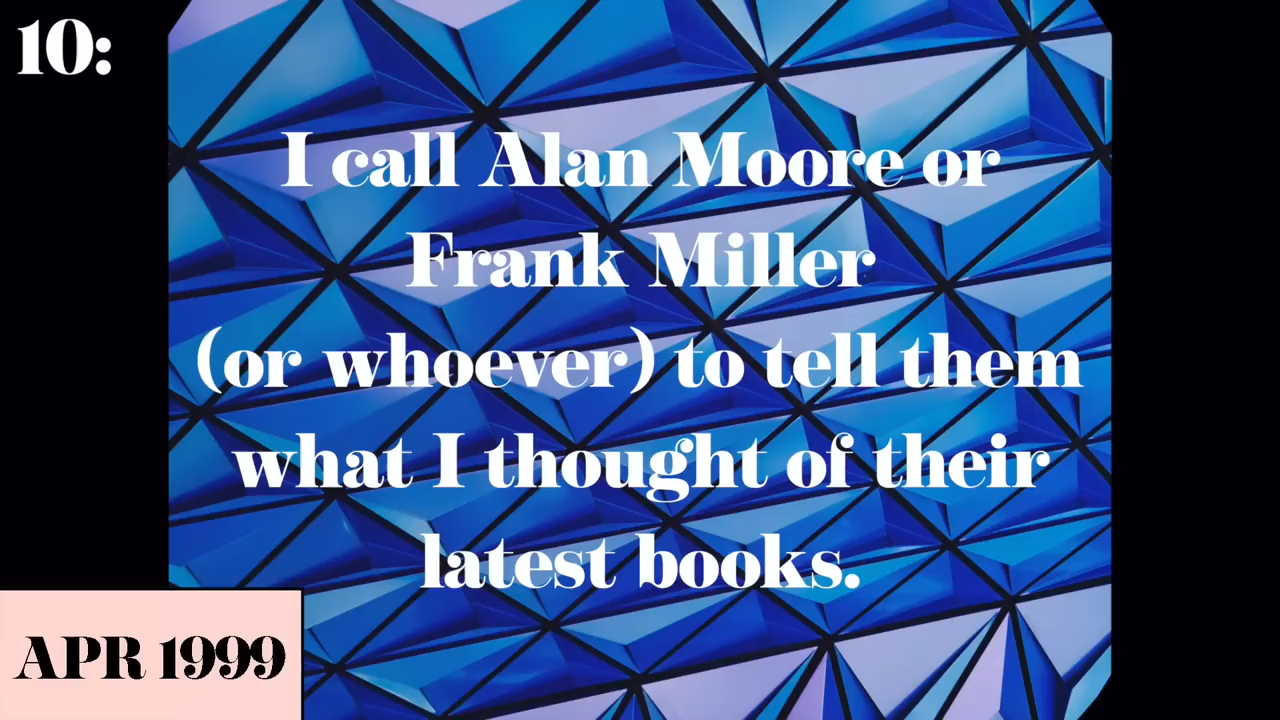 10:
I call Alan Moore or
Frank Miller
(or whoever) to tell them
what I thought of their
latest books.
APR 1999